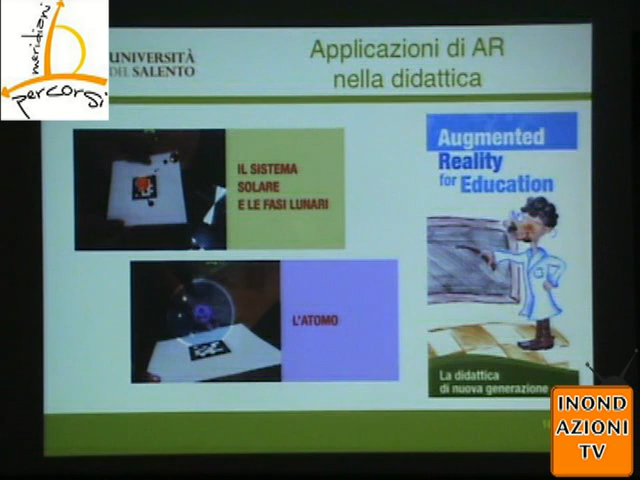 meridiani
percorsi
UNIVERSITÀ
DEL SALENTO
Applicazioni di AR
nella didattica
IL SISTEMA
SOLARE
E LE FASI LUNARI
L'ATOMO
Augmented
Reality
for Education
La didattica
di nuova generazione
INOND
AZIONI
TV